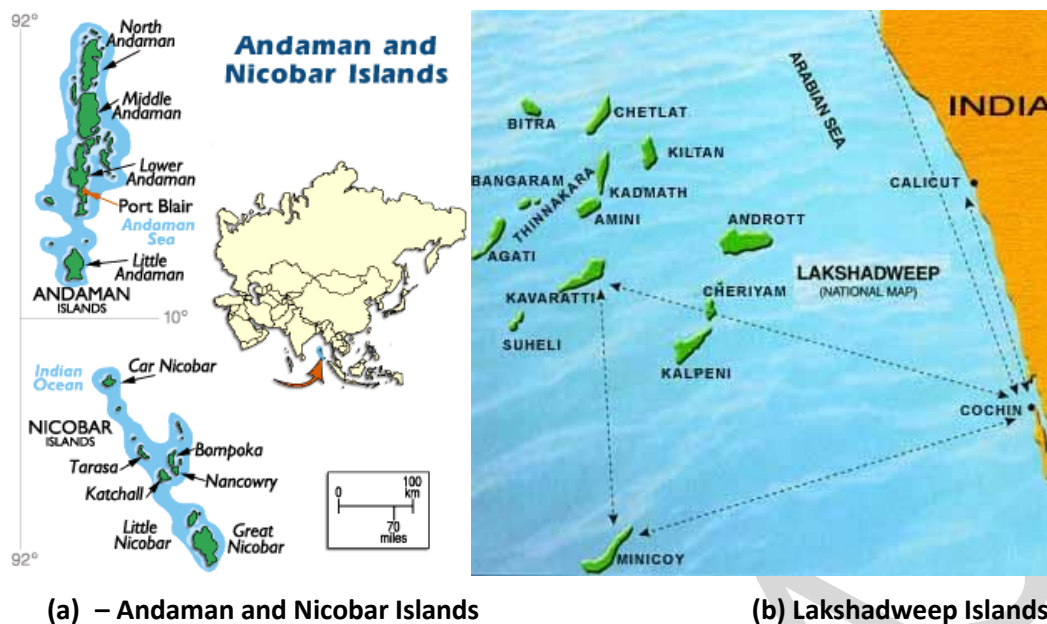 92°
North
Andaman
Andaman and
Nicobar Islands
Middle
Andaman
Lower
Andaman
Port Blair
Andaman
Sea
Little
Andaman
ANDAMAN
ISLANDS
10°
Indian
Ocean
Car Nicobar
NICOBAR
ISLANDS
Bompoka
Tarasa
Nancowry
Katchall
Little
Nicobar
Great
Nicobar
92°
0
100
km
70
miles
ARABIAN SEA
INDIA
BITRA
CHETLAT
KILTAN
CALICUT
BANGARAM
THINNAKARA
KADMATH
AMINI
ANDROTT
AGATI
LAKSHADWEEP
(NATIONAL MAP)
KAVARATTI
CHERIYAM
SUHELI
KALPENI
COCHIN
MINICOY
(a) – Andaman and Nicobar Islands
(b) Lakshadweep Islands